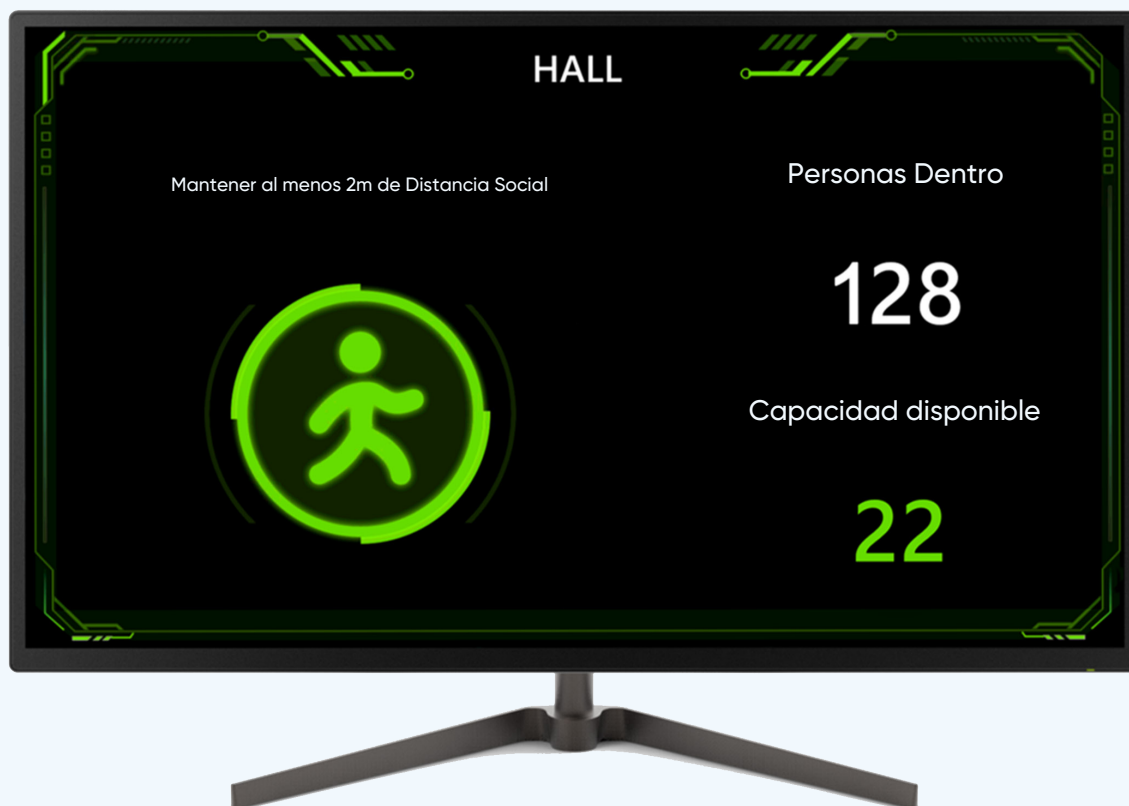 HALL
Mantener al menos 2m de Distancia Social
Personas Dentro
128
Capacidad disponible
22